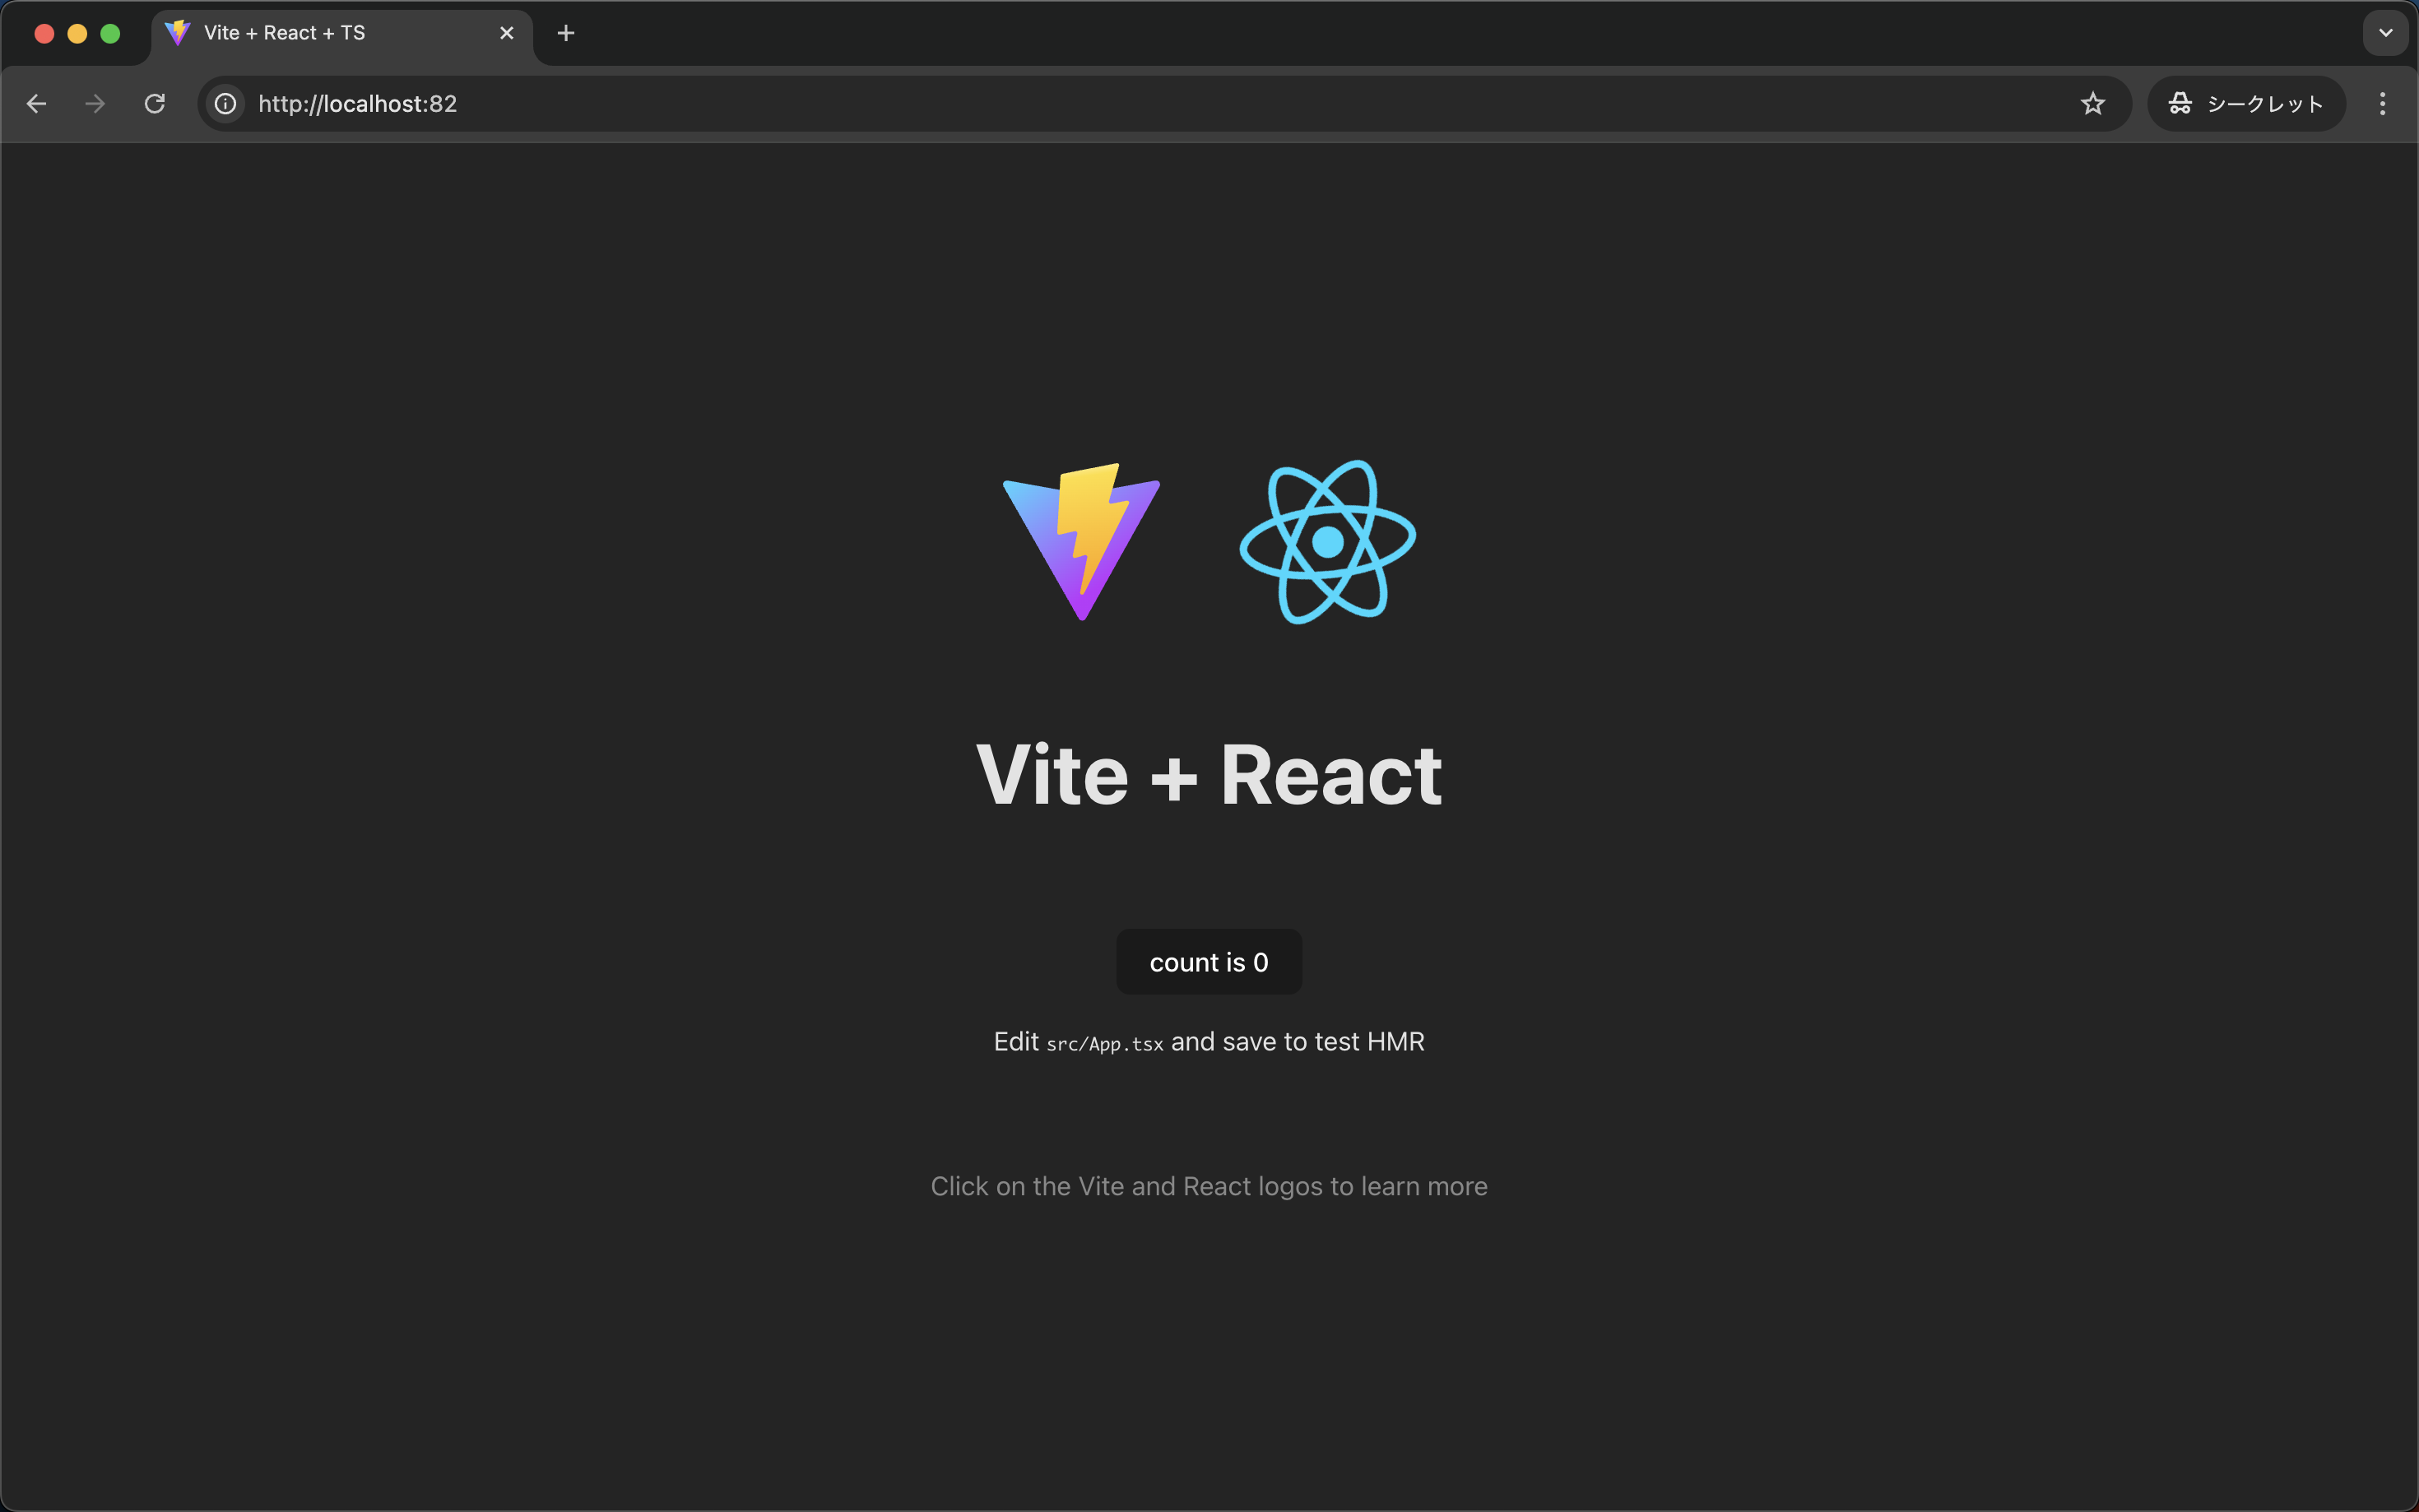 Vite + React + TS
http://localhost:82
シークレット
Vite + React
count is 0
Edit src/App.tsx and save to test HMR
Click on the Vite and React logos to learn more